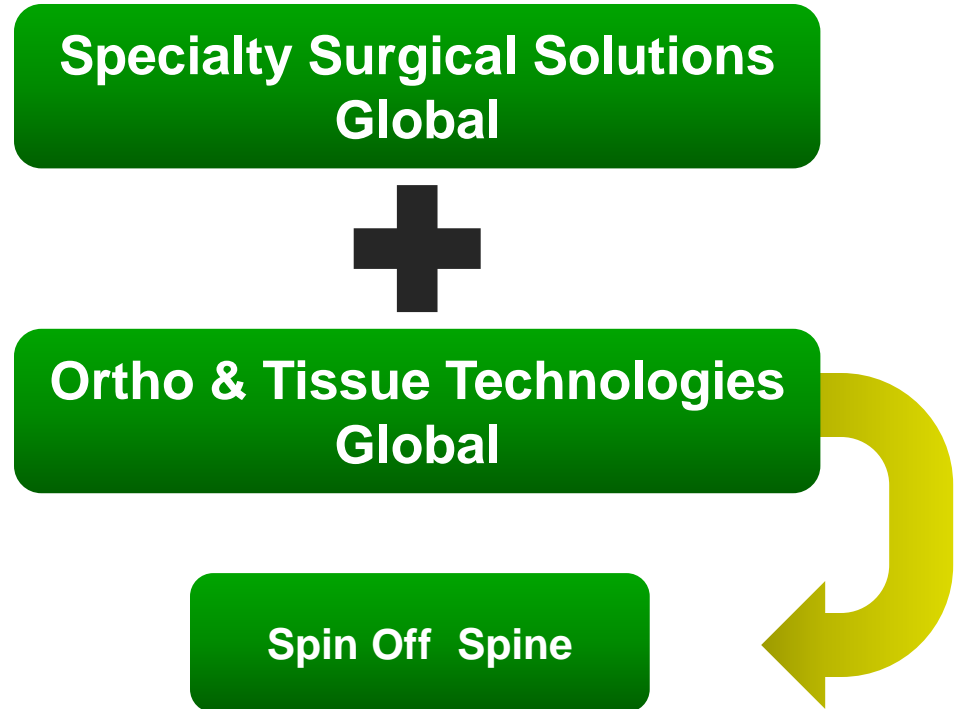 Specialty Surgical Solutions
Global
Ortho & Tissue Technologies
Global
Spin Off  Spine